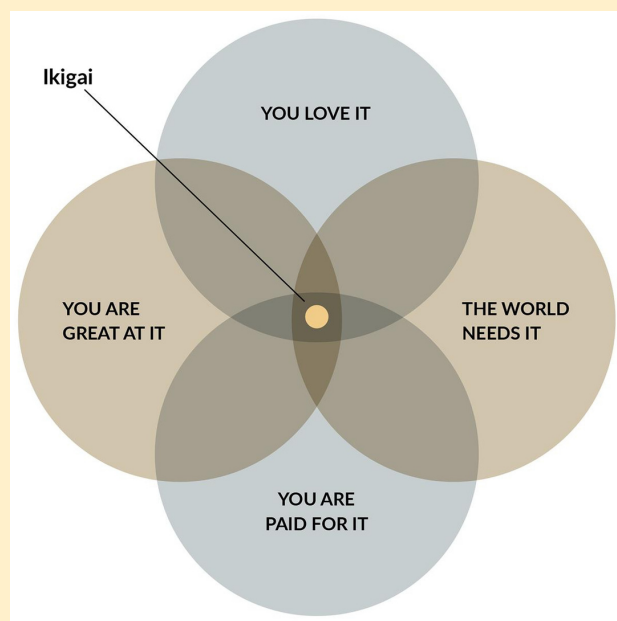 Ikigai
YOU LOVE IT
YOU ARE
GREAT AT IT
THE WORLD
NEEDS IT
YOU ARE
PAID FOR IT